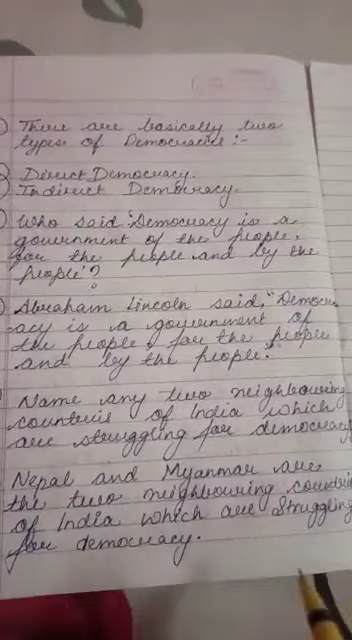 There are basically two
types of Democracies :-
Direct Democracy.
Indirect Democracy.
Who said "Democracy is a
government of the people,
for the people and by the
people"?
Abraham Lincoln said, "Democr
-acy is a government of
the people, for the people
and by the people."
Name any two neighbouring
countries of India which
are struggling for democracy
Nepal and Myanmar are
the two neighbouring countri
of India which are struggling
for democracy.